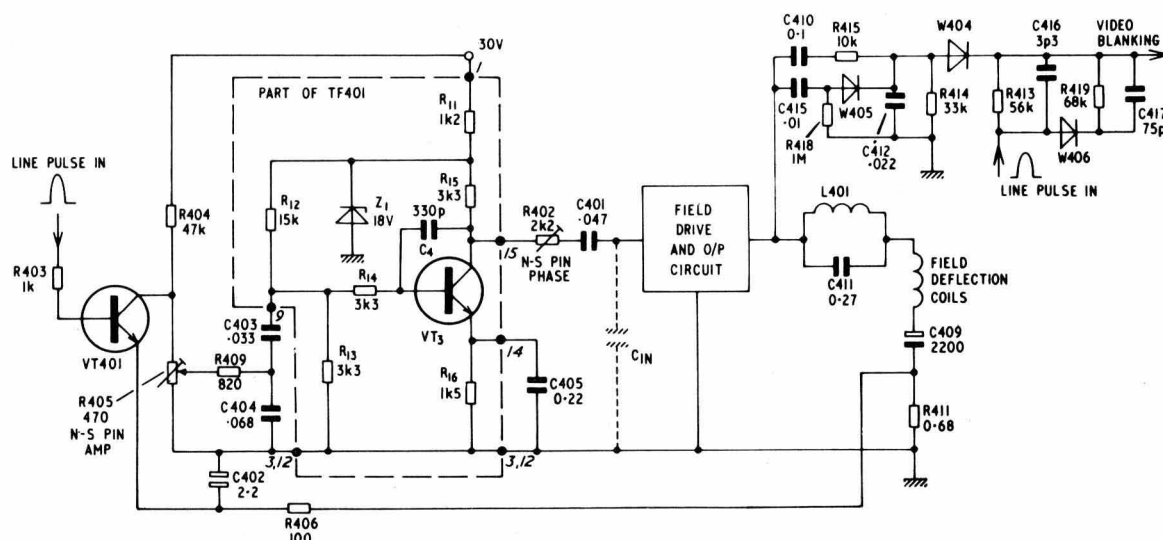 30V
1
PART OF TF401
R11
1k2
R12
15k
Z1
18V
R15
3k3
330p
C4
R14
3k3
VT3
R13
3k3
R16
1k5
9
15
14
3,12
3,12
LINE PULSE IN
R403
1k
VT401
R404
47k
R405
470
N-S PIN
AMP
R409
820
C403
.033
C404
.068
C402
2.2
R406
100
C405
0.22
R402
2k2
N-S PIN
PHASE
C401
.047
CIN
FIELD
DRIVE
AND O/P
CIRCUIT
C410
0.1
R415
10k
C415
.01
R418
1M
W405
C412
.022
R414
33k
W404
R413
56k
C416
3p3
R419
68k
W406
C417
75p
VIDEO
BLANKING
LINE PULSE IN
L401
C411
0.27
FIELD
DEFLECTION
COILS
C409
2200
R411
0.68